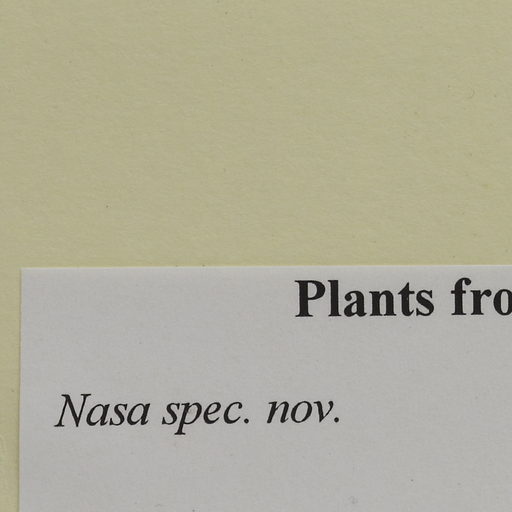 Plants fro
Nasa spec. nov.